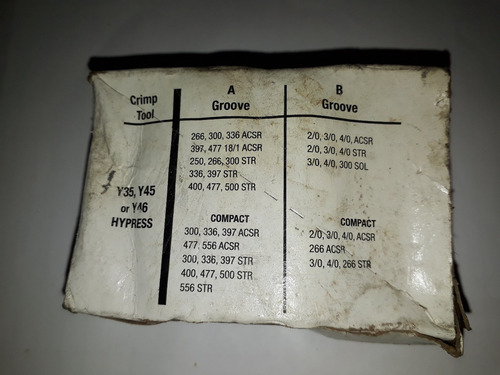 Crimp Tool
A Groove
B Groove
Y35, Y45
or Y46
HYPRESS
266, 300, 336 ACSR
397, 477 18/1 ACSR
250, 266, 300 STR
336, 397 STR
400, 477, 500 STR
COMPACT
300, 336, 397 ACSR
477, 556 ACSR
300, 336, 397 STR
400, 477, 500 STR
556 STR
2/0, 3/0, 4/0, ACSR
2/0, 3/0, 4/0 STR
3/0, 4/0, 300 SOL
COMPACT
2/0, 3/0, 4/0, ACSR
266 ACSR
3/0, 4/0, 266 STR